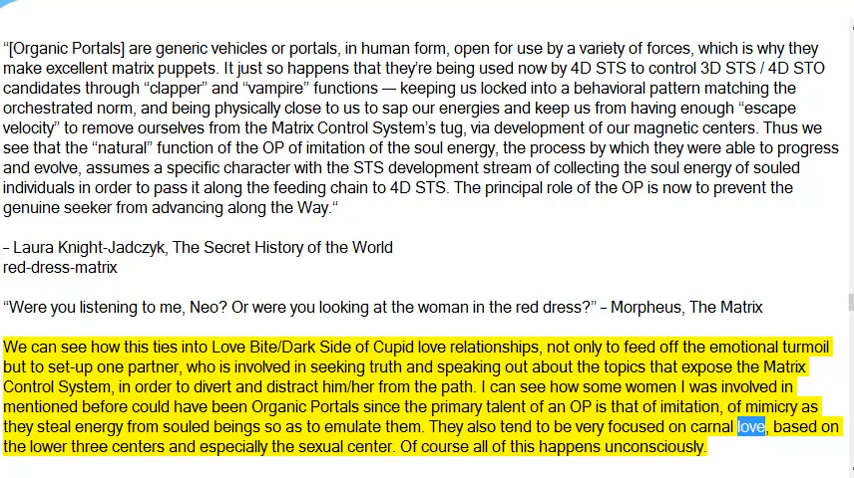 “[Organic Portals] are generic vehicles or portals, in human form, open for use by a variety of forces, which is why they
make excellent matrix puppets. It just so happens that they’re being used now by 4D STS to control 3D STS / 4D STO
candidates through “clapper” and “vampire” functions — keeping us locked into a behavioral pattern matching the
orchestrated norm, and being physically close to us to sap our energies and keep us from having enough “escape
velocity” to remove ourselves from the Matrix Control System’s tug, via development of our magnetic centers. Thus we
see that the “natural” function of the OP of imitation of the soul energy, the process by which they were able to progress
and evolve, assumes a specific character with the STS development stream of collecting the soul energy of souled
individuals in order to pass it along the feeding chain to 4D STS. The principal role of the OP is now to prevent the
genuine seeker from advancing along the Way.“
– Laura Knight-Jadczyk, The Secret History of the World
red-dress-matrix
“Were you listening to me, Neo? Or were you looking at the woman in the red dress?” – Morpheus, The Matrix
We can see how this ties into Love Bite/Dark Side of Cupid love relationships, not only to feed off the emotional turmoil
but to set-up one partner, who is involved in seeking truth and speaking out about the topics that expose the Matrix
Control System, in order to divert and distract him/her from the path. I can see how some women I was involved in
mentioned before could have been Organic Portals since the primary talent of an OP is that of imitation, of mimicry as
they steal energy from souled beings so as to emulate them. They also tend to be very focused on carnal love, based on
the lower three centers and especially the sexual center. Of course all of this happens unconsciously.